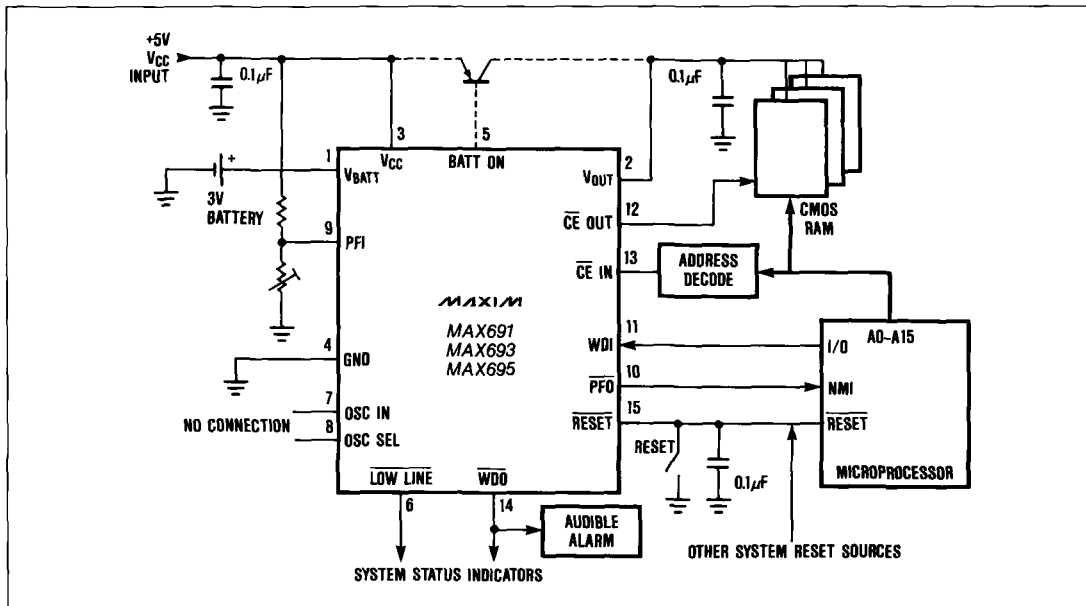 +5V
VCC
INPUT
0.1μF
0.1μF
3
5
1
VCC
BATT ON
2
VBATT
VOUT
3V
BATTERY
12
CE OUT
CMOS
RAM
9
PFI
13
CE IN
ADDRESS
DECODE
MAXIM
MAX691
MAX693
MAX695
11
WDI
A0-A15
I/O
4
GND
10
PFO
NMI
7
OSC IN
15
RESET
RESET
NO CONNECTION
8
OSC SEL
RESET
0.1μF
MICROPROCESSOR
LOW LINE
WDO
6
14
AUDIBLE
ALARM
OTHER SYSTEM RESET SOURCES
SYSTEM STATUS INDICATORS